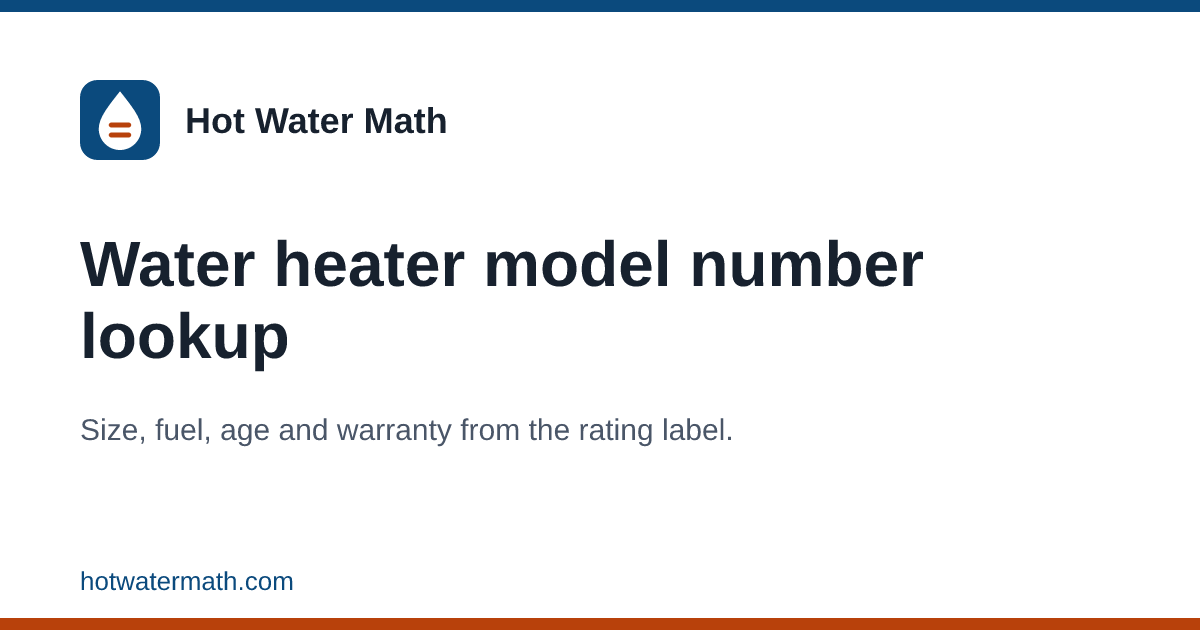 Hot Water Math
Water heater model number
lookup
Size, fuel, age and warranty from the rating label.
hotwatermath.com